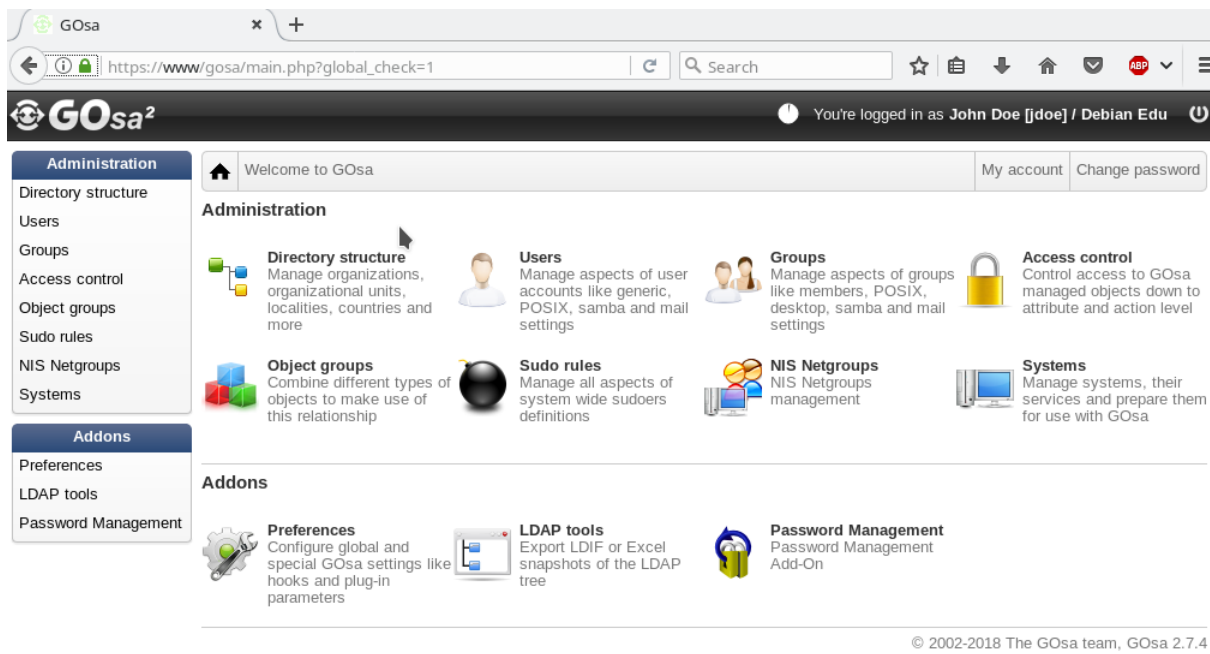 GOsa
https://www/gosa/main.php?global_check=1
Search
ABP
GOsa²
You're logged in as John Doe [jdoe] / Debian Edu
Administration
Directory structure
Users
Groups
Access control
Object groups
Sudo rules
NIS Netgroups
Systems
Addons
Preferences
LDAP tools
Password Management
Welcome to GOsa
My account
Change password
Administration
Directory structure
Manage organizations,
organizational units,
localities, countries and
more
Users
Manage aspects of user
accounts like generic,
POSIX, samba and mail
settings
Groups
Manage aspects of groups
like members, POSIX,
desktop, samba and mail
settings
Access control
Control access to GOsa
managed objects down to
attribute and action level
Object groups
Combine different types of
objects to make use of
this relationship
Sudo rules
Manage all aspects of
system wide sudoers
definitions
NIS Netgroups
NIS Netgroups
management
Systems
Manage systems, their
services and prepare them
for use with GOsa
Addons
Preferences
Configure global and
special GOsa settings like
hooks and plug-in
parameters
LDAP tools
Export LDIF or Excel
snapshots of the LDAP
tree
Password Management
Password Management
Add-On
© 2002-2018 The GOsa team, GOsa 2.7.4